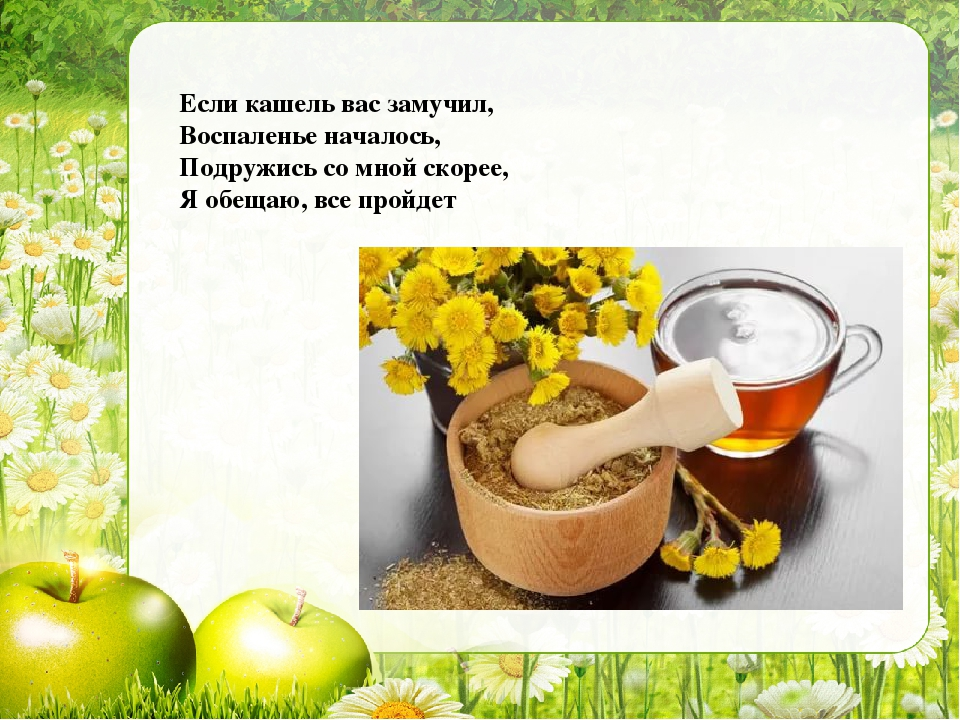 Если кашель вас замучил,
Воспаленье началось,
Подружись со мной скорее,
Я обещаю, все пройдет